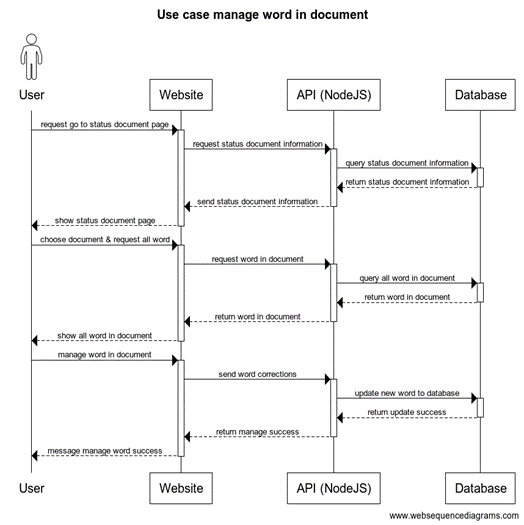 Use case manage word in document
User
Website
API (NodeJS)
Database
request go to status document page
request status document information
query status document information
return status document information
send status document information
show status document page
choose document & request all word
request word in document
query all word in document
return word in document
return word in document
show all word in document
manage word in document
send word corrections
update new word to database
return update success
return manage success
message manage word success
User
Website
API (NodeJS)
Database
www.websequencediagrams.com